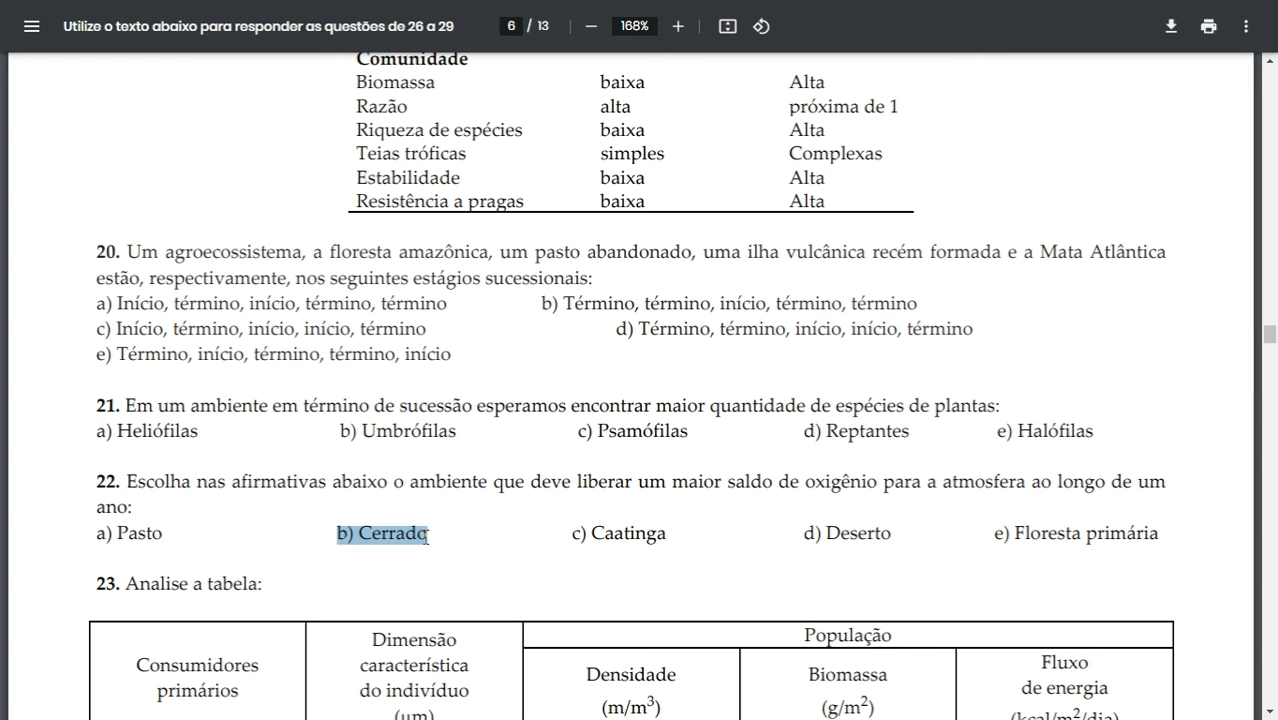 Utilize o texto abaixo para responder as questões de 26 a 29
6 / 13
168%
Comunidade
Biomassa baixa Alta
Razão alta próxima de 1
Riqueza de espécies baixa Alta
Teias tróficas simples Complexas
Estabilidade baixa Alta
Resistência a pragas baixa Alta
20. Um agroecossistema, a floresta amazônica, um pasto abandonado, uma ilha vulcânica recém formada e a Mata Atlântica
estão, respectivamente, nos seguintes estágios sucessionais:
a) Início, término, início, término, término b) Término, término, início, término, término
c) Início, término, início, início, término d) Término, término, início, início, término
e) Término, início, término, término, início
21. Em um ambiente em término de sucessão esperamos encontrar maior quantidade de espécies de plantas:
a) Heliófilas b) Umbrófilas c) Psamófilas d) Reptantes e) Halófilas
22. Escolha nas afirmativas abaixo o ambiente que deve liberar um maior saldo de oxigênio para a atmosfera ao longo de um
ano:
a) Pasto b) Cerrado c) Caatinga d) Deserto e) Floresta primária
23. Analise a tabela:
População
Dimensão
característica
do indivíduo
(µm)
Consumidores
primários
Densidade
(m/m³)
Biomassa
(g/m²)
Fluxo
de energia
(kcal/m²/dia)